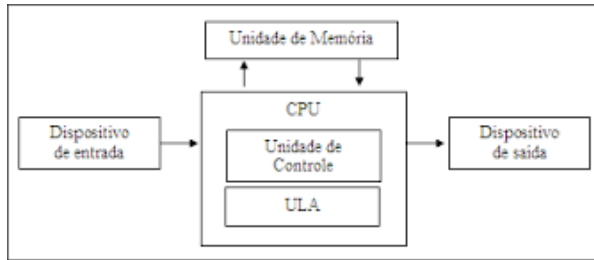 Unidade de Memória
CPU
Dispositivo
de entrada
Unidade de
Controle
ULA
Dispositivo
de saída